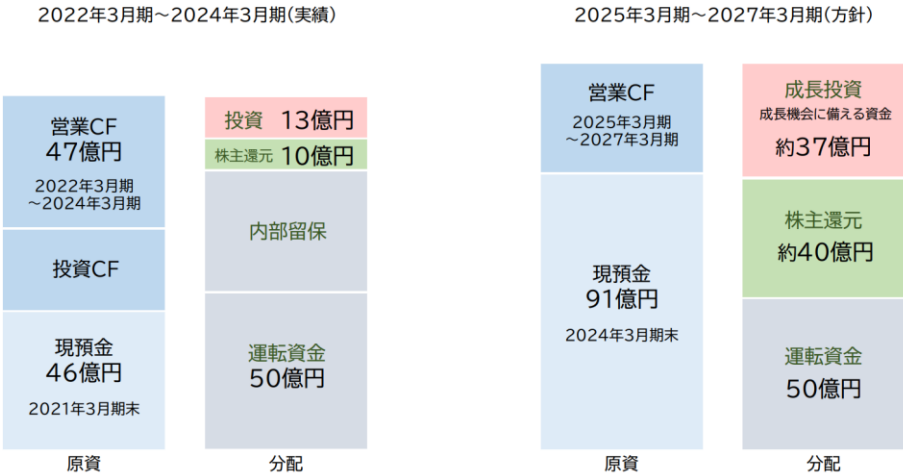 2022年3月期～2024年3月期(実績)
営業CF
47億円
2022年3月期
～2024年3月期
投資CF
現預金
46億円
2021年3月期末
原資
投資 13億円
株主還元 10億円
内部留保
運転資金
50億円
分配
2025年3月期～2027年3月期(方針)
営業CF
2025年3月期
～2027年3月期
現預金
91億円
2024年3月期末
原資
成長投資
成長機会に備える資金
約37億円
株主還元
約40億円
運転資金
50億円
分配